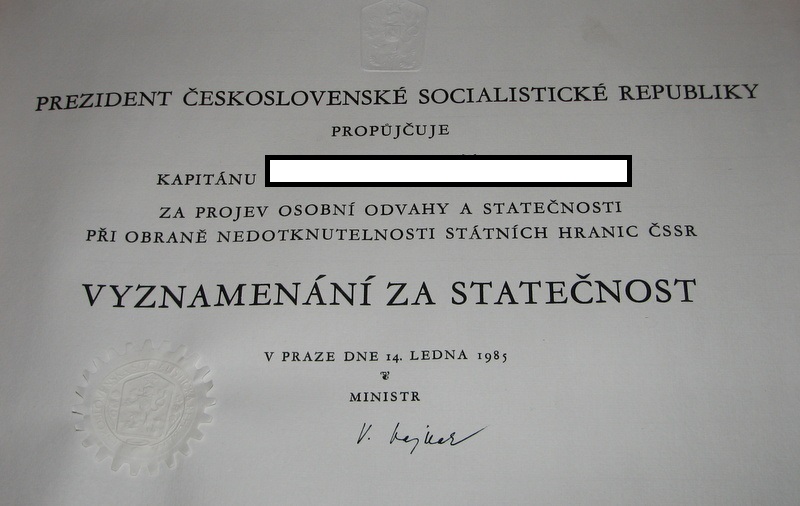 PREZIDENT ČESKOSLOVENSKÉ SOCIALISTICKÉ REPUBLIKY
PROPŮJČUJE
KAPITÁNU
ZA PROJEV OSOBNÍ ODVAHY A STATEČNOSTI
PŘI OBRANĚ NEDOTKNUTELNOSTI STÁTNÍCH HRANIC ČSSR
VYZNAMENÁNÍ ZA STATEČNOST
V PRAZE DNE 14. LEDNA 1985
MINISTR
V.